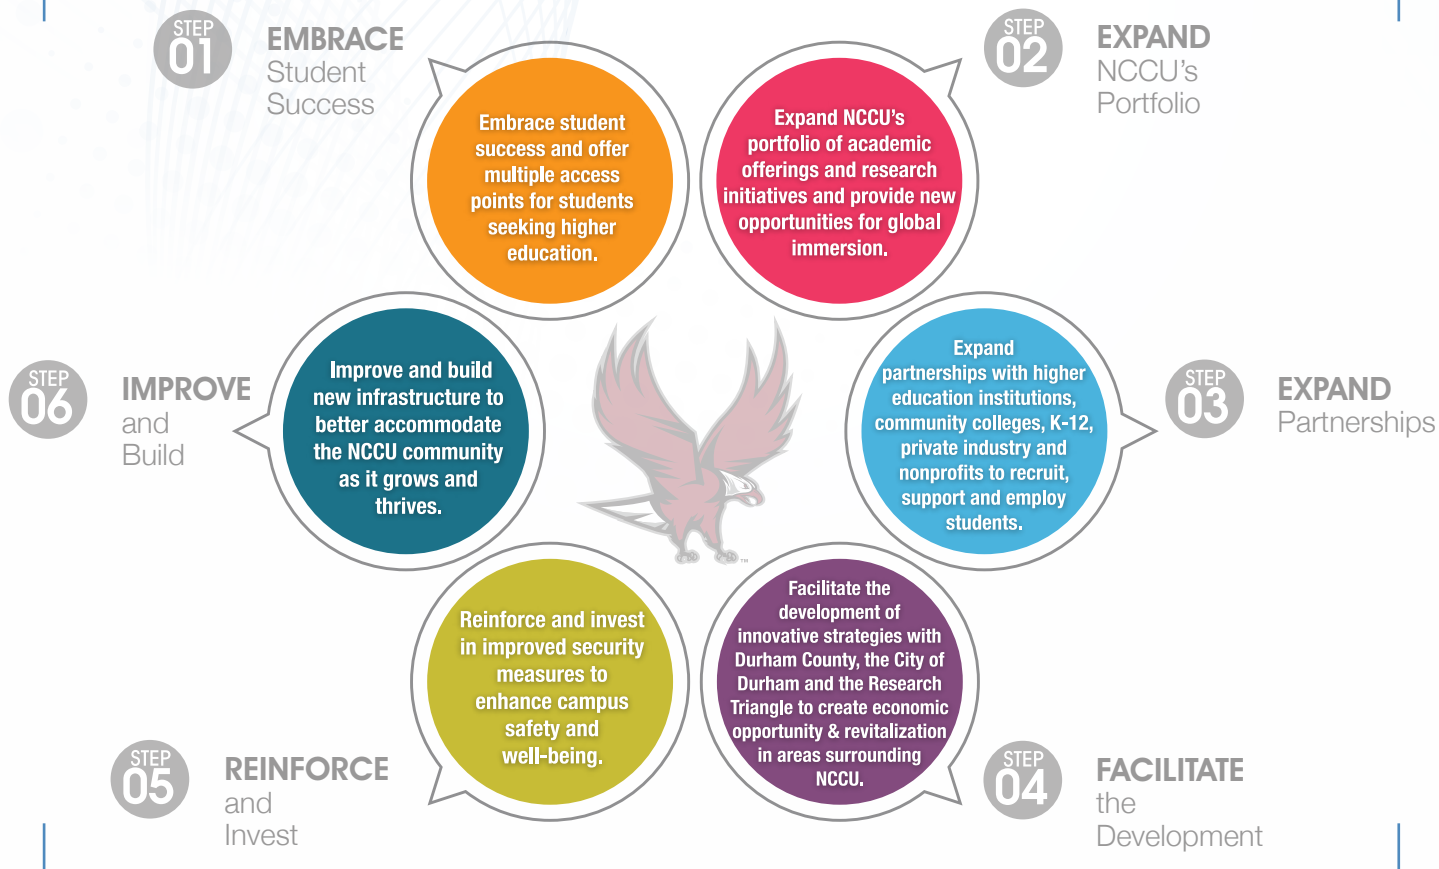 STEP
01
EMBRACE
Student
Success
Embrace student
success and offer
multiple access
points for students
seeking higher
education.
STEP
02
EXPAND
NCCU's
Portfolio
Expand NCCU's
portfolio of academic
offerings and research
initiatives and provide new
opportunities for global
immersion.
STEP
03
EXPAND
Partnerships
Expand
partnerships with higher
education institutions,
community colleges, K-12,
private industry and
nonprofits to recruit,
support and employ
students.
STEP
04
FACILITATE
the
Development
Facilitate the
development of
innovative strategies with
Durham County, the City of
Durham and the Research
Triangle to create economic
opportunity & revitalization
in areas surrounding
NCCU.
STEP
05
REINFORCE
and
Invest
Reinforce and invest
in improved security
measures to
enhance campus
safety and
well-being.
STEP
06
IMPROVE
and
Build
Improve and build
new infrastructure to
better accommodate
the NCCU community
as it grows and
thrives.
TM